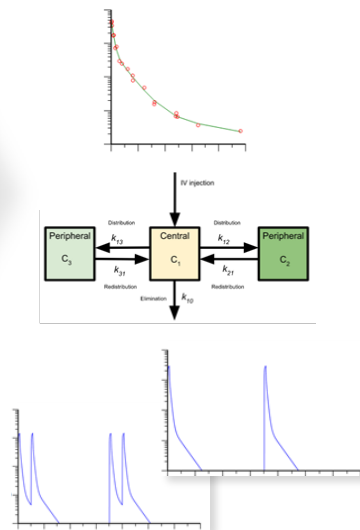 IV injection
Distribution
Distribution
Peripheral
Central
Peripheral
k13
k12
C3
C1
C2
k31
k21
Redistribution
Redistribution
Elimination
k10